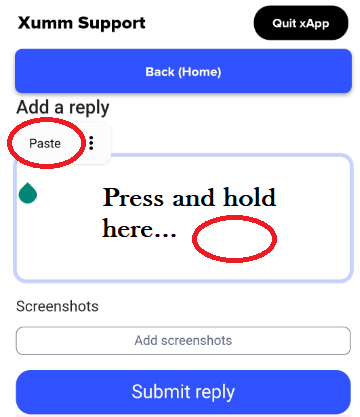 Xumm Support
Quit xApp
Back (Home)
Add a reply
Paste
Press and hold
here...
Screenshots
Add screenshots
Submit reply